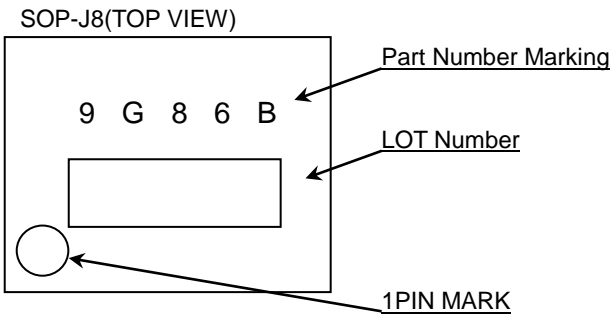 SOP-J8(TOP VIEW)
Part Number Marking
9 G 8 6 B
LOT Number
1PIN MARK